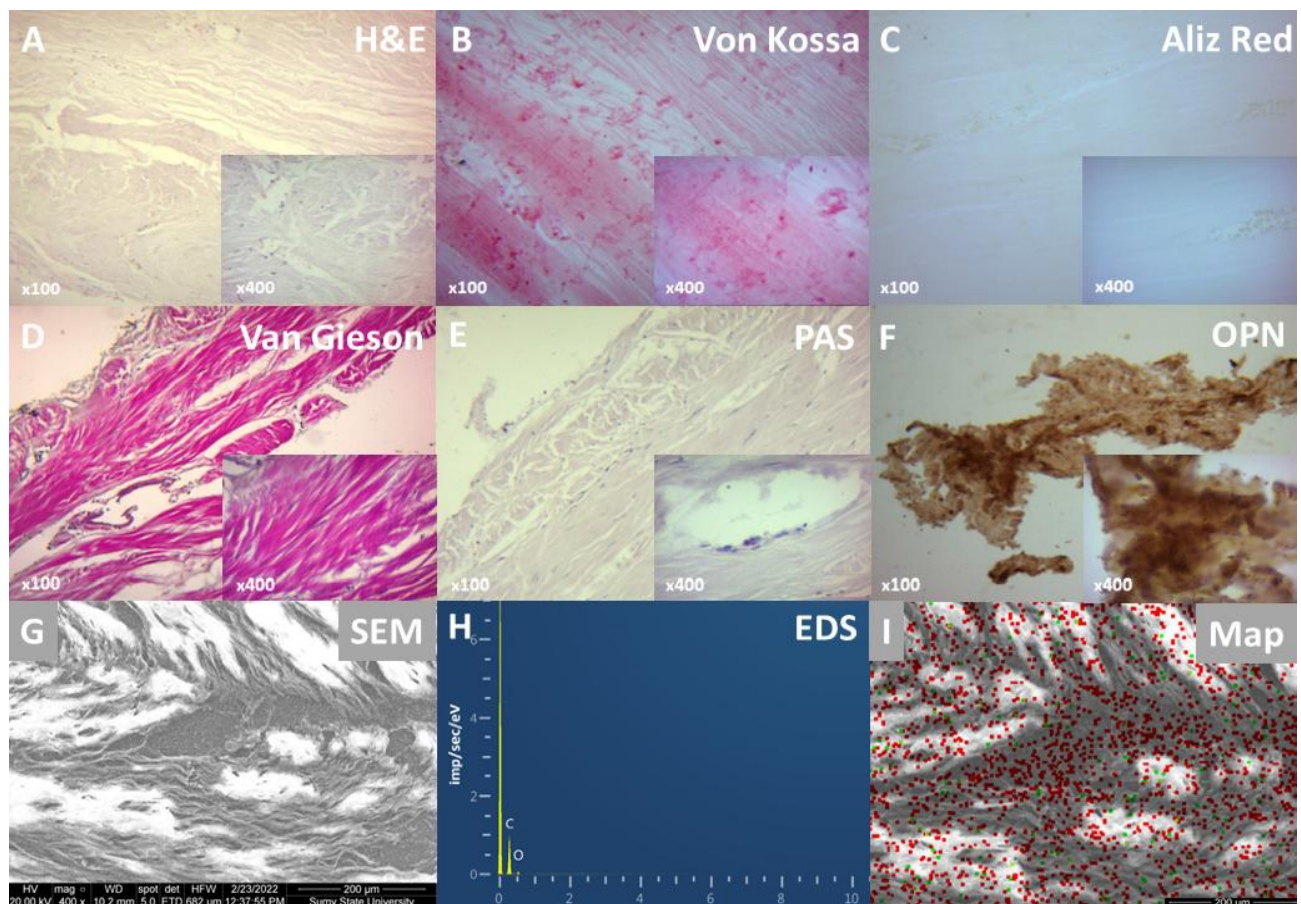 A H&E
x100 x400
B Von Kossa
x100 x400
C Aliz Red
x100 x400
D Van Gieson
x100 x400
E PAS
x100 x400
F OPN
x100 x400
G SEM
HV mag WD spot det HFW 2/23/2022 200 µm
20.00 kV 400 x 10.2 mm 5.0 ETD 682 µm 12:37:55 PM Sumy State University
H EDS
imp/sec/eV
6
4
2
C
O
0
0 2 4 6 8 10
I Map
200 µm